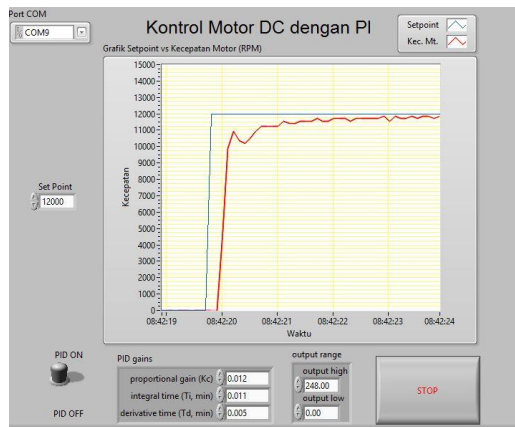 Port COM
COM9
Kontrol Motor DC dengan PI
Setpoint
Kec. Mt.
Grafik Setpoint vs Kecepatan Motor (RPM)
15000
14000
13000
12000
11000
10000
9000
8000
7000
6000
5000
4000
3000
2000
1000
0
Kecepatan
08:42:19
08:42:20
08:42:21
08:42:22
08:42:23
08:42:24
Waktu
Set Point
12000
PID ON
PID OFF
PID gains
proportional gain (Kc)
0.012
integral time (Ti, min)
0.011
derivative time (Td, min)
0.005
output range
output high
248.00
output low
0.00
STOP